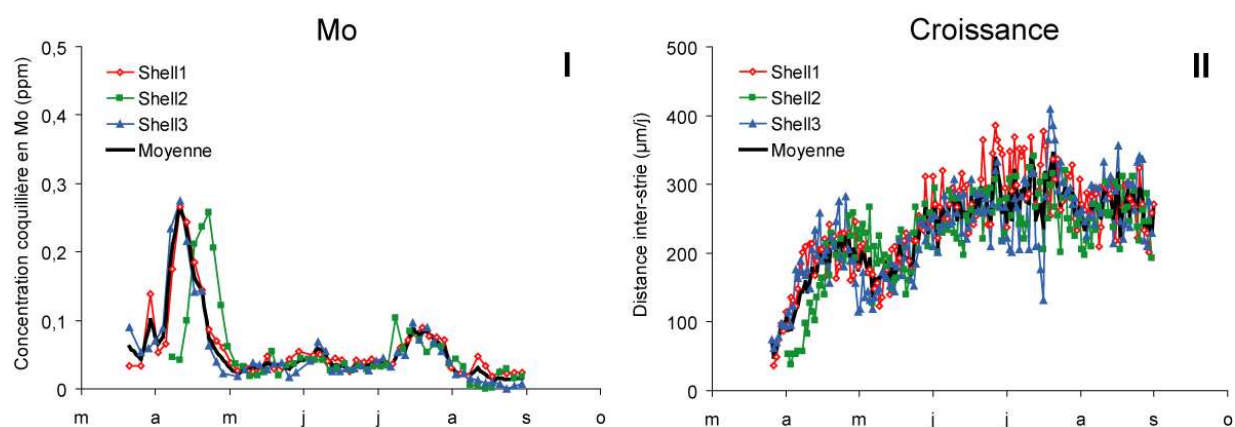 Mo
I
Concentration coquillière en Mo (ppm)
0,5
0,4
0,3
0,2
0,1
0
Shell1
Shell2
Shell3
Moyenne
m a m j j a s o
Croissance
II
Distance inter-strie (µm/j)
500
400
300
200
100
0
Shell1
Shell2
Shell3
Moyenne
m a m j j a s o